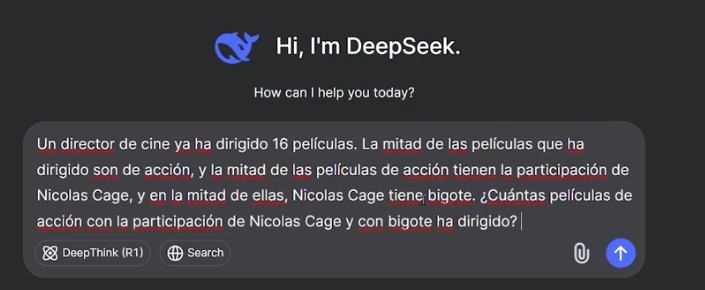 Hi, I'm DeepSeek.
How can I help you today?
Un director de cine ya ha dirigido 16 películas. La mitad de las películas que ha
dirigido son de acción, y la mitad de las películas de acción tienen la participación de
Nicolas Cage, y en la mitad de ellas, Nicolas Cage tiene bigote. ¿Cuántas películas de
acción con la participación de Nicolas Cage y con bigote ha dirigido?
DeepThink (R1) Search